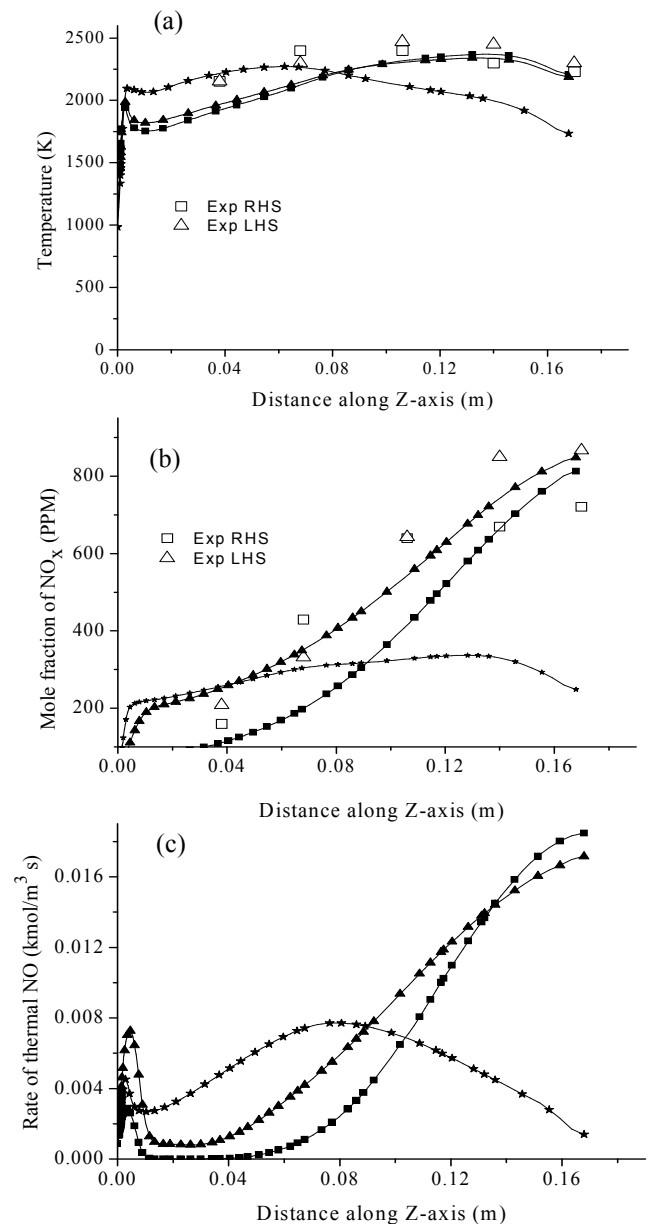 (a)
2500
2000
1500
1000
500
0
Temperature (K)
Exp RHS
Exp LHS
0.00 0.04 0.08 0.12 0.16
Distance along Z-axis (m)
(b)
800
600
400
200
Mole fraction of NOX (PPM)
Exp RHS
Exp LHS
0.00 0.04 0.08 0.12 0.16
Distance along Z-axis (m)
(c)
0.016
0.012
0.008
0.004
0.000
Rate of thermal NO (kmol/m³ s)
0.00 0.04 0.08 0.12 0.16
Distance along Z-axis (m)